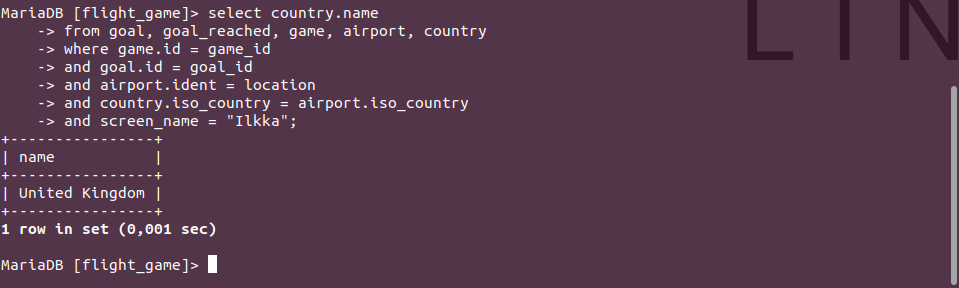 MariaDB [flight_game]> select country.name
    -> from goal, goal_reached, game, airport, country
    -> where game.id = game_id
    -> and goal.id = goal_id
    -> and airport.ident = location
    -> and country.iso_country = airport.iso_country
    -> and screen_name = "Ilkka";
+----------------+
| name           |
+----------------+
| United Kingdom |
+----------------+
1 row in set (0,001 sec)
MariaDB [flight_game]>